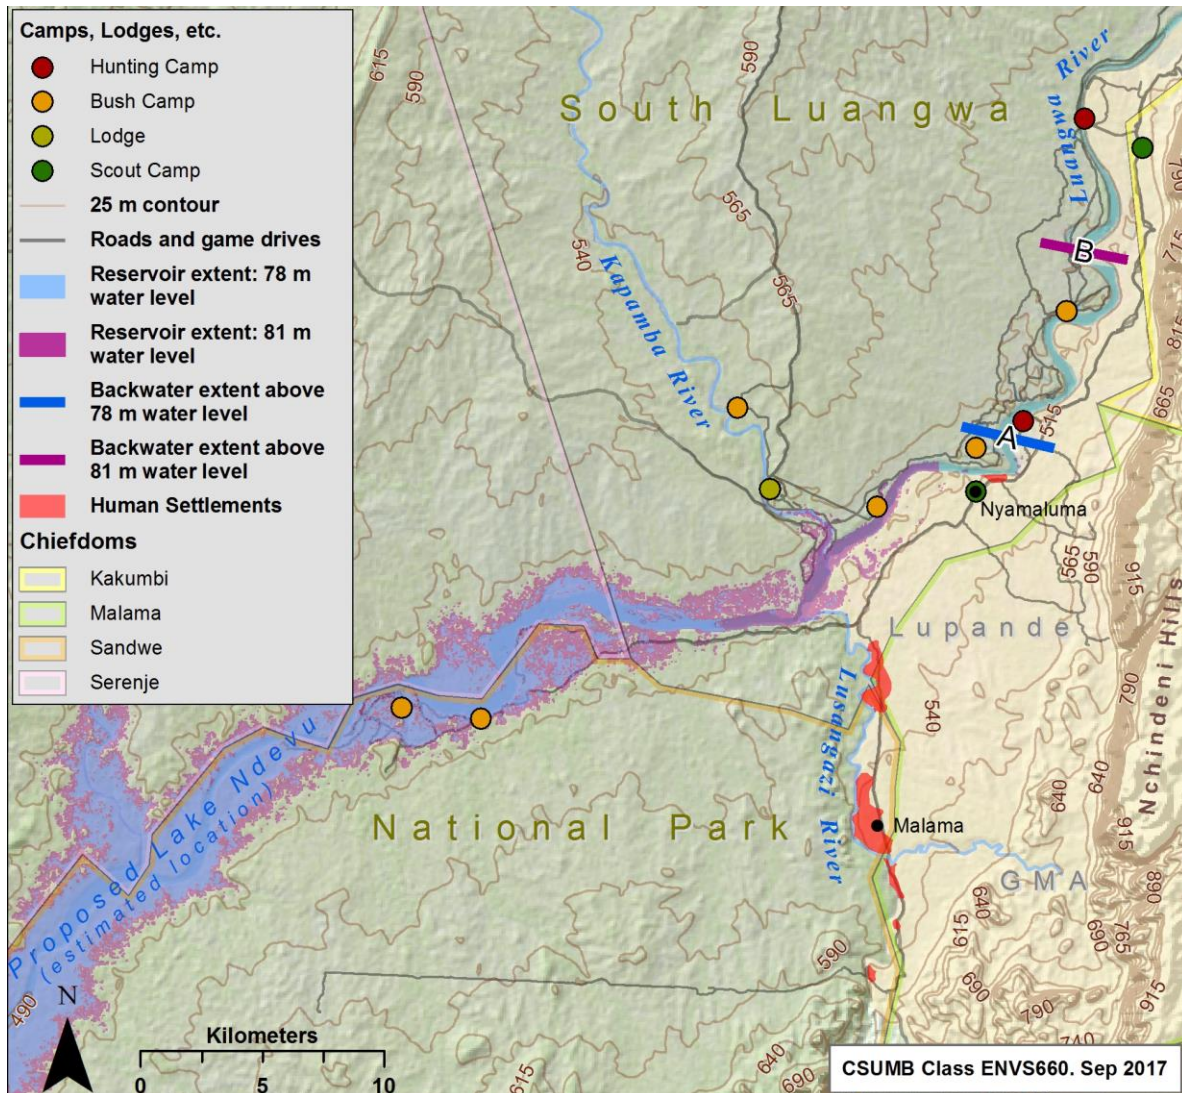 Camps, Lodges, etc.
Hunting Camp
Bush Camp
Lodge
Scout Camp
25 m contour
Roads and game drives
Reservoir extent: 78 m
water level
Reservoir extent: 81 m
water level
Backwater extent above
78 m water level
Backwater extent above
81 m water level
Human Settlements
Chiefdoms
Kakumbi
Malama
Sandwe
Serenje
615
590
590
South Luangwa
Luangwa River
565
540
565
Kapamba River
B
A
515
765
715
815
665
Nyamaluma
565
590
915
Lupande
790
Nchindeni Hills
540
Lusangazi River
640
640
National Park
Malama
915
GMA
Proposed Lake Ndevu
(estimated location)
640
615
690
690
765
890
590
690
790
915
740
490
N
Kilometers
0 5 10
615
640
690
CSUMB Class ENVS660. Sep 2017